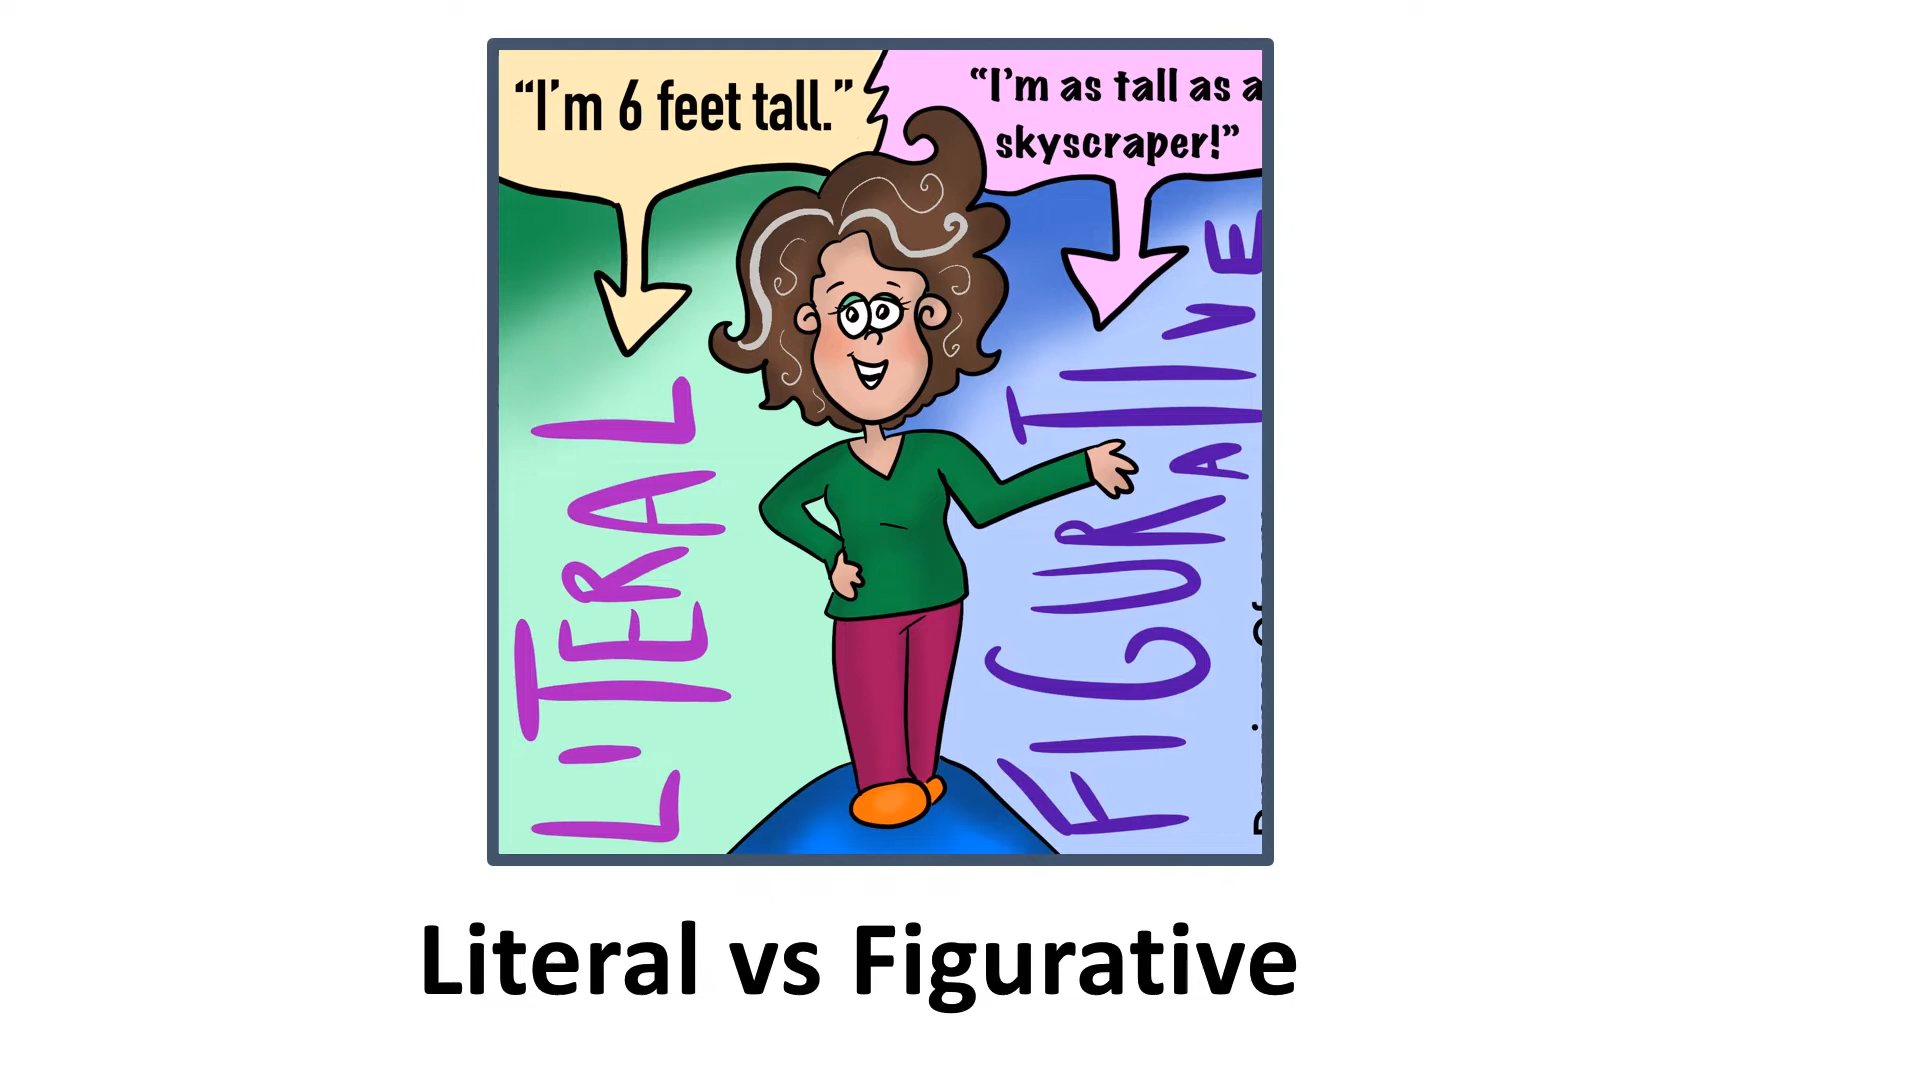 “I’m 6 feet tall.”
“I’m as tall as a
skyscraper!”
LiTERAL
FIGURATIVE
Literal vs Figurative